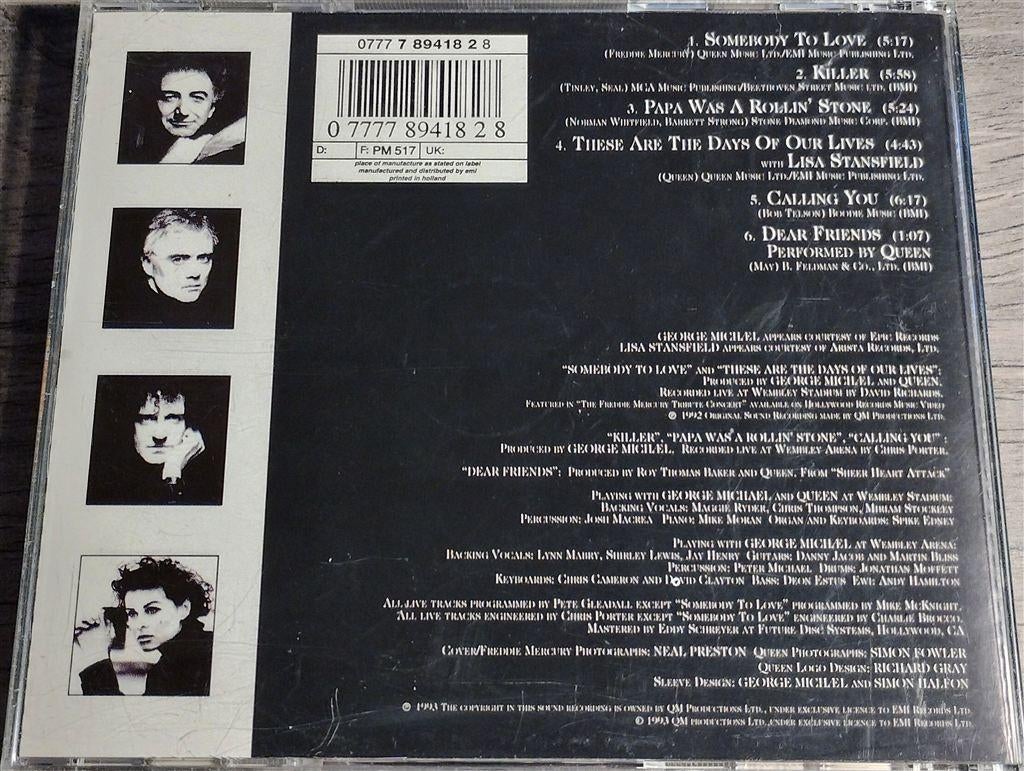 0777 7 89418 2 8
0 77777 89418 2 8
D: F: PM 517 UK:
place of manufacture as stated on label
manufactured and distributed by emi
printed in holland
1. Somebody To Love (5:17)
(Freddie Mercury) Queen Music Ltd./EMI Music Publishing Ltd.
2. Killer (5:58)
(Tinley, Seal) MCA Music Publishing/Beethoven Street Music Ltd. (BMI)
3. Papa Was A Rollin' Stone (5:24)
(Norman Whitfield, Barrett Strong) Stone Diamond Music Corp. (BMI)
4. These Are The Days Of Our Lives (4:43)
with Lisa Stansfield
(Queen) Queen Music Ltd./EMI Music Publishing Ltd.
5. Calling You (6:17)
(Bob Telson) Boodie Music (BMI)
6. Dear Friends (1:07)
Performed by Queen
(May) B. Feldman & Co., Ltd. (BMI)
GEORGE MICHÆL appears courtesy of Epic Records
LISA STANSFIELD appears courtesy of Arista Records, Ltd.
"SOMEBODY TO LOVE" and "THESE ARE THE DAYS OF OUR LIVES":
Produced by GEORGE MICHÆL and QUEEN.
Recorded live at Wembley Stadium by David Richards.
Featured in "The Freddie Mercury Tribute Concert" available on Hollywood Records Music Video
℗ 1992 Original Sound Recording made by QM Productions Ltd.
"KILLER", "PAPA WAS A ROLLIN' STONE", "CALLING YOU" :
Produced by GEORGE MICHÆL. Recorded live at Wembley Arena by Chris Porter.
"DEAR FRIENDS": Produced by Roy Thomas Baker and Queen. From "Sheer Heart Attack"
Playing with GEORGE MICHAEL and QUEEN at Wembley Stadium:
Backing Vocals: Maggie Ryder, Chris Thompson, Miriam Stockley
Percussion: Josh Macrea Piano: Mike Moran Organ and Keyboards: Spike Edney
Playing with GEORGE MICHÆL at Wembley Arena:
Backing Vocals: Lynn Mabry, Shirley Lewis, Jay Henry Guitars: Danny Jacob and Martin Bliss
Percussion: Peter Michael Drums: Jonathan Moffett
Keyboards: Chris Cameron and David Clayton Bass: Deon Estus Ewi: Andy Hamilton
All live tracks programmed by Pete Gleadall except "Somebody To Love" programmed by Mike McKnight.
All live tracks engineered by Chris Porter except "Somebody To Love" engineered by Charlie Brocco.
Mastered by Eddy Schreyer at Future Disc Systems, Hollywood, CA
Cover/Freddie Mercury Photographs: NEAL PRESTON Queen Photographs: SIMON FOWLER
Queen Logo Design: RICHARD GRAY
Sleeve Design: GEORGE MICHÆL and SIMON HALFON
℗ 1993 The copyright in this sound recording is owned by QM Productions Ltd., under exclusive licence to EMI Records Ltd.
© 1993 QM productions Ltd., under exclusive licence to EMI Records Ltd.